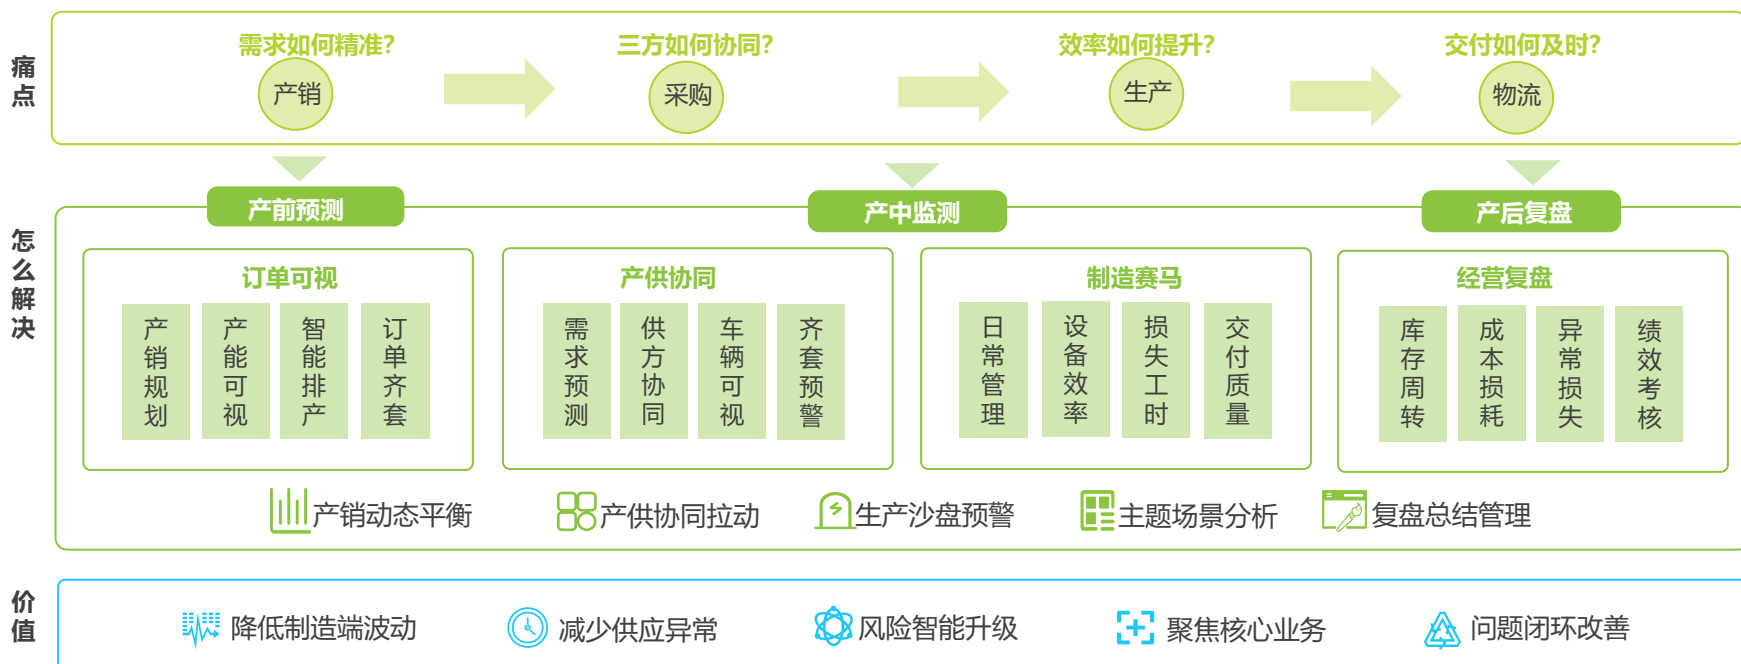 痛点
需求如何精准?
三方如何协同?
效率如何提升?
交付如何及时?
产销
采购
生产
物流
怎么解决
产前预测
产中监测
产后复盘
订单可视
产销规划
产能可视
智能排产
订单齐套
产供协同
需求预测
供方协同
车辆可视
齐套预警
制造赛马
日常管理
设备效率
损失工时
交付质量
经营复盘
库存周转
成本损耗
异常损失
绩效考核
产销动态平衡
产供协同拉动
生产沙盘预警
主题场景分析
复盘总结管理
价值
降低制造端波动
减少供应异常
风险智能升级
聚焦核心业务
问题闭环改善